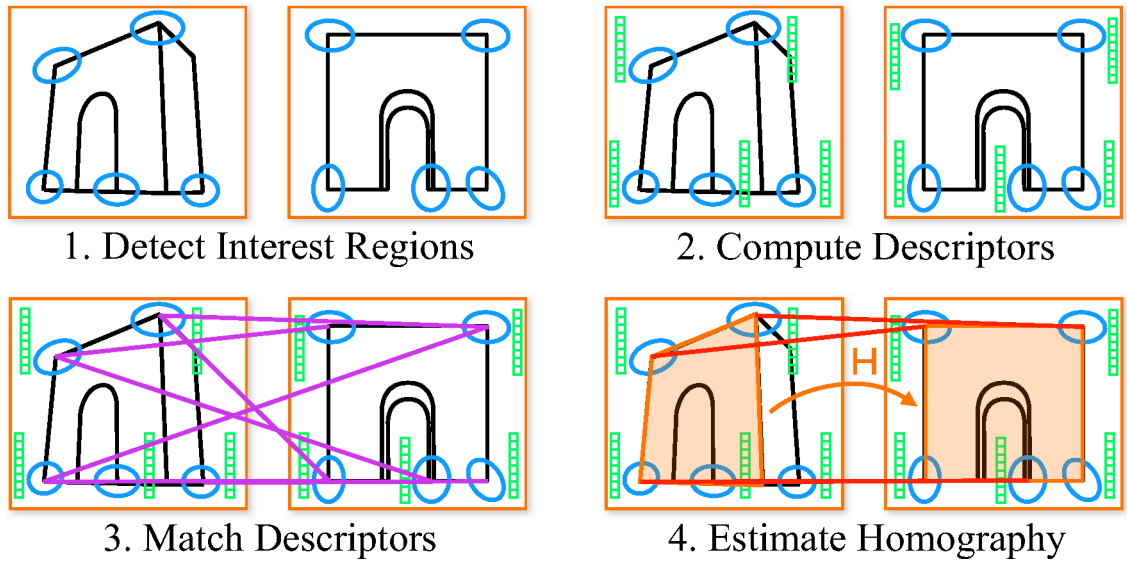 1. Detect Interest Regions
2. Compute Descriptors
H
3. Match Descriptors
4. Estimate Homography